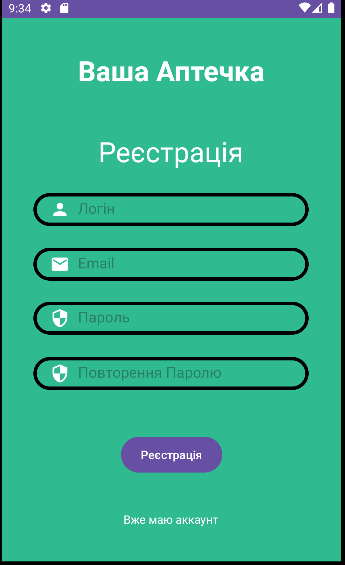 9:34
Ваша Аптечка
Реєстрація
Логін
Email
Пароль
Повторення Паролю
Реєстрація
Вже маю аккаунт